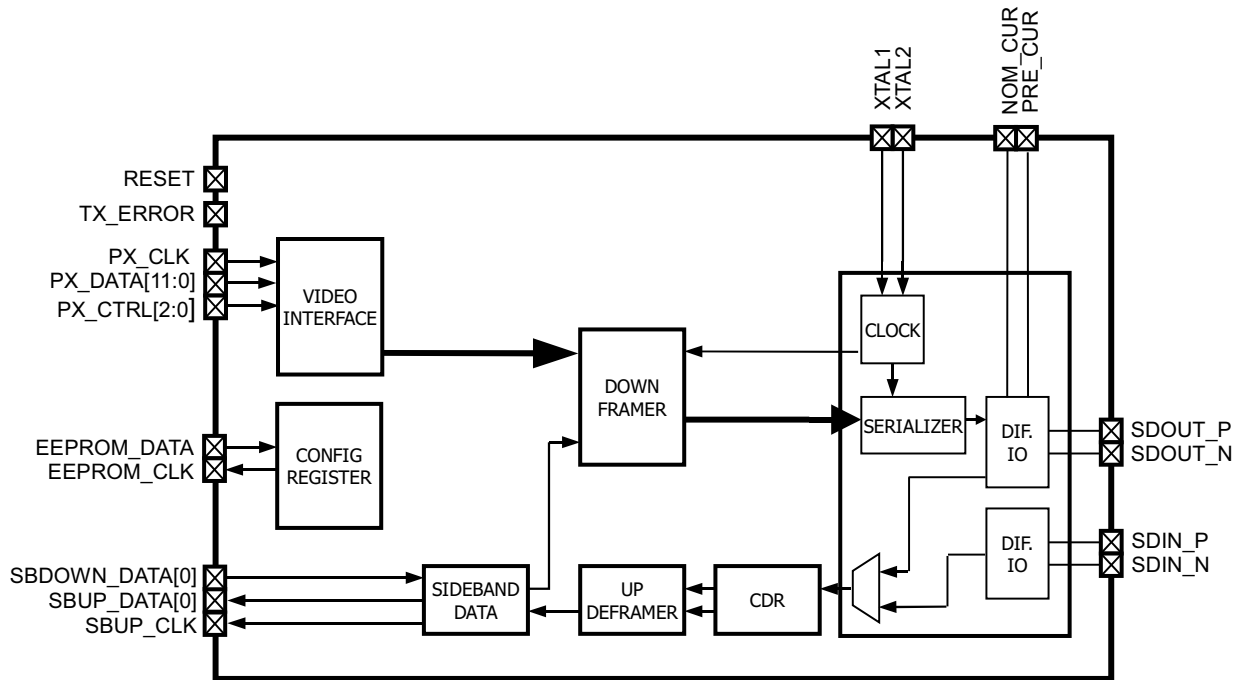 XTAL1
XTAL2
NOM_CUR
PRE_CUR
RESET
TX_ERROR
PX_CLK
PX_DATA[11:0]
PX_CTRL[2:0]
VIDEO
INTERFACE
CLOCK
DOWN
FRAMER
SERIALIZER
DIF.
IO
SDOUT_P
SDOUT_N
EEPROM_DATA
EEPROM_CLK
CONFIG
REGISTER
DIF.
IO
SDIN_P
SDIN_N
SBDOWN_DATA[0]
SBUP_DATA[0]
SBUP_CLK
SIDEBAND
DATA
UP
DEFRAMER
CDR